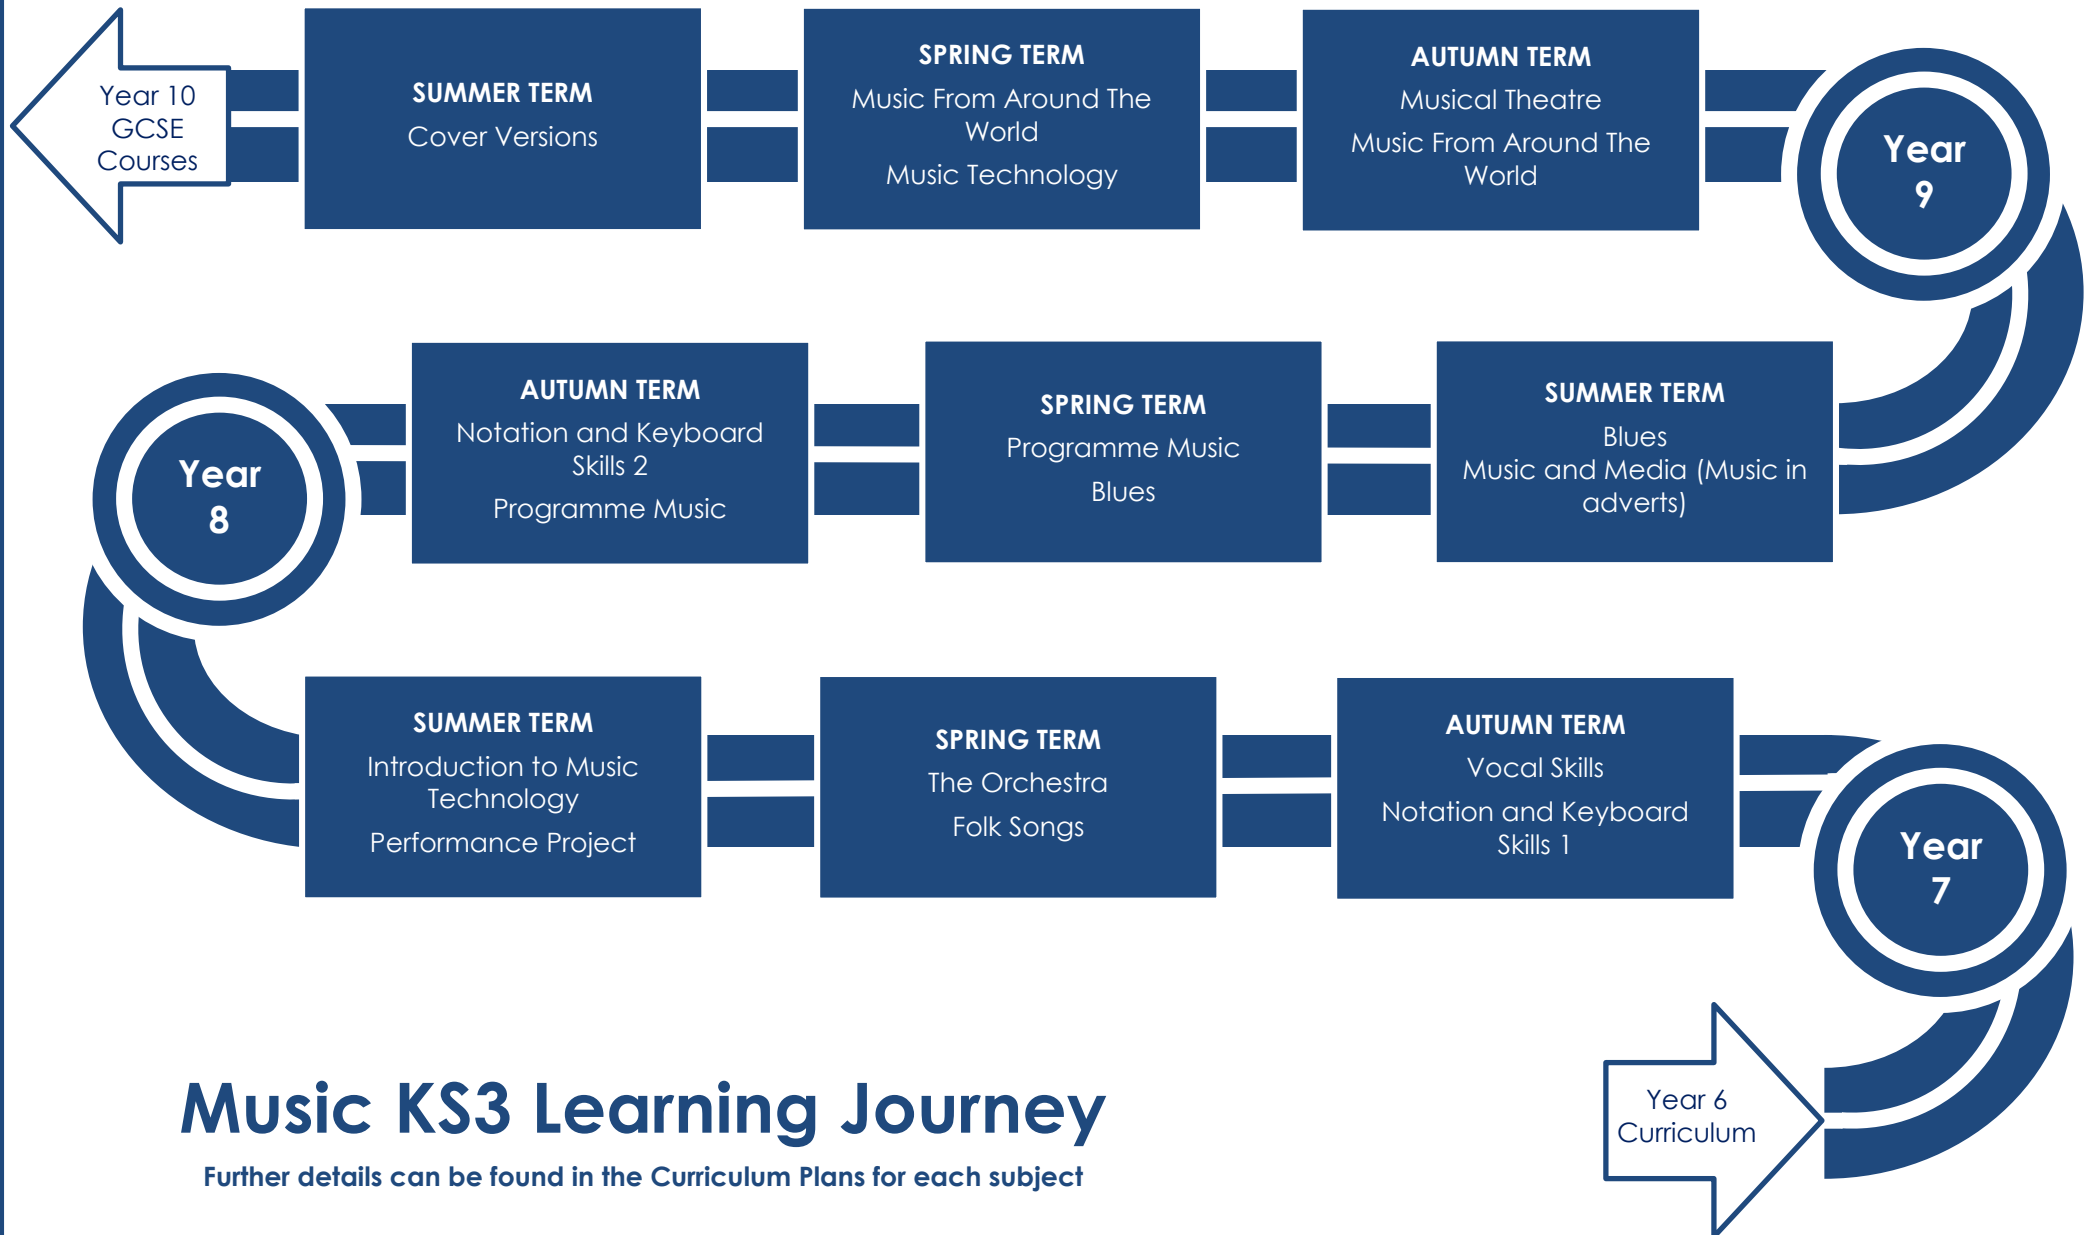 Year 10
GCSE
Courses
SUMMER TERM
Cover Versions
SPRING TERM
Music From Around The
World
Music Technology
AUTUMN TERM
Musical Theatre
Music From Around The
World
Year
9
Year
8
AUTUMN TERM
Notation and Keyboard
Skills 2
Programme Music
SPRING TERM
Programme Music
Blues
SUMMER TERM
Blues
Music and Media (Music in
adverts)
SUMMER TERM
Introduction to Music
Technology
Performance Project
SPRING TERM
The Orchestra
Folk Songs
AUTUMN TERM
Vocal Skills
Notation and Keyboard
Skills 1
Year
7
Music KS3 Learning Journey
Further details can be found in the Curriculum Plans for each subject
Year 6
Curriculum